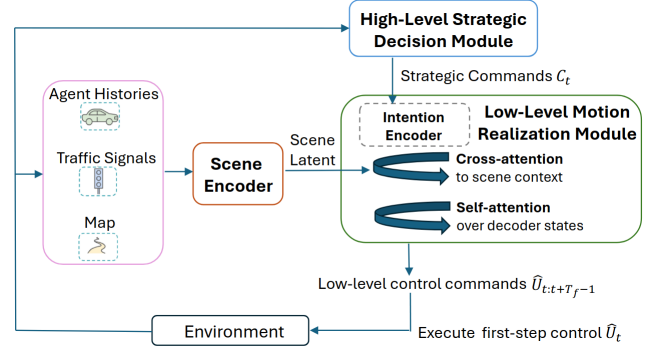 High-Level Strategic
Decision Module
Strategic Commands C_t
Agent Histories
Traffic Signals
Map
Scene
Encoder
Scene
Latent
Intention
Encoder
Low-Level Motion
Realization Module
Cross-attention
to scene context
Self-attention
over decoder states
Low-level control commands Û_{t:t+T_f−1}
Environment
Execute first-step control Û_t